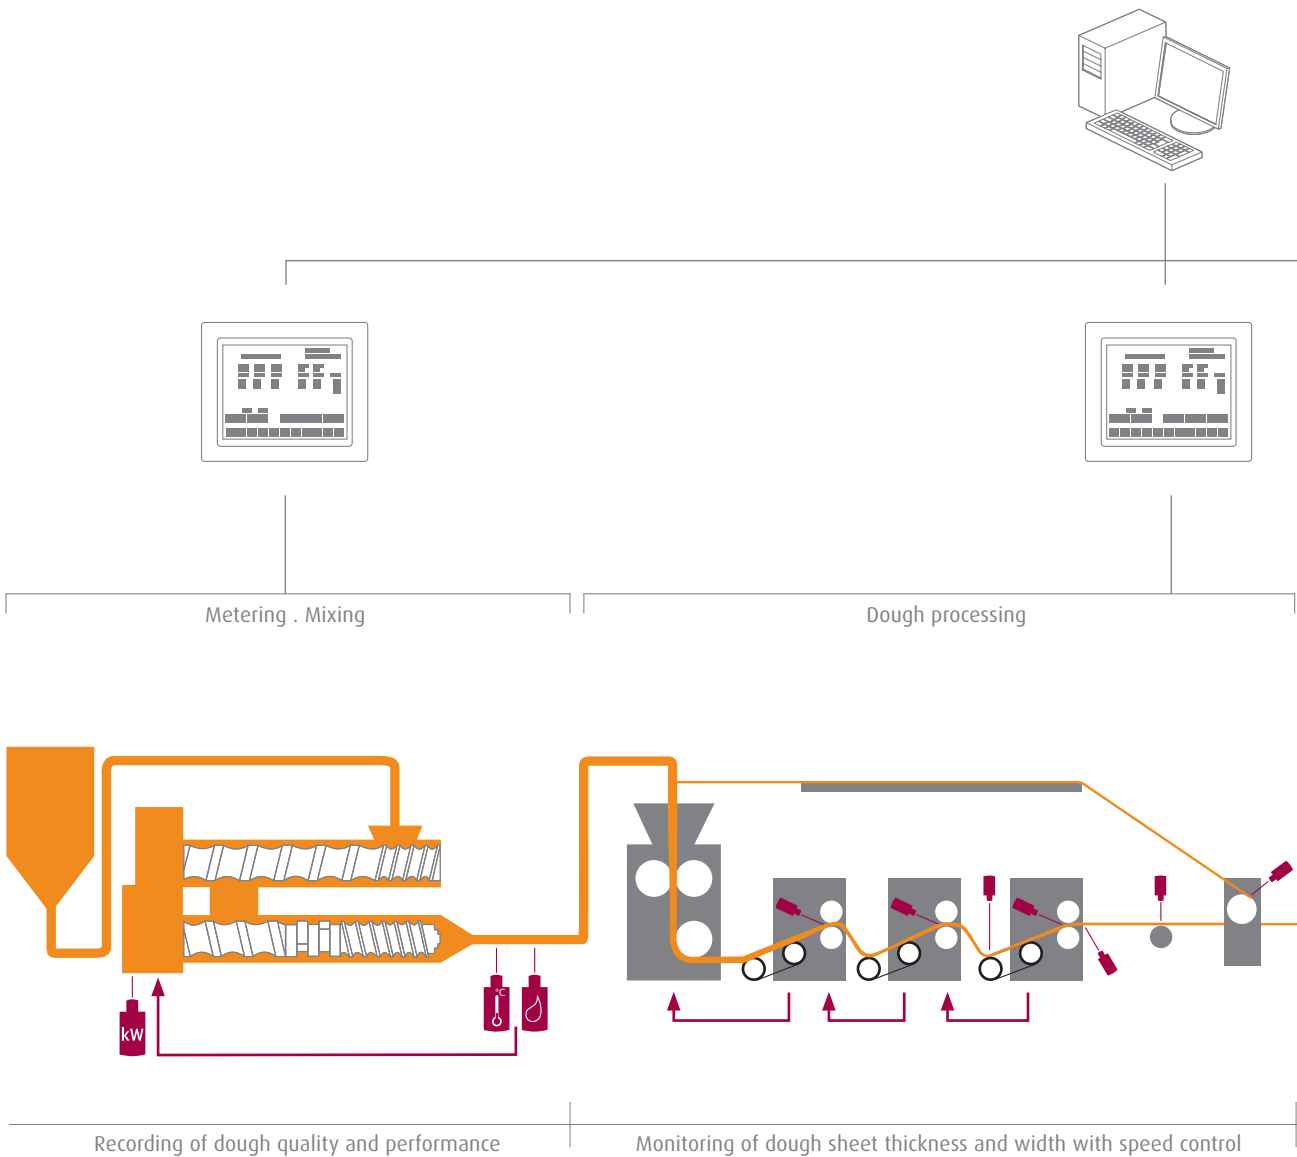 Metering . Mixing
Dough processing
°C
kW
Recording of dough quality and performance
Monitoring of dough sheet thickness and width with speed control